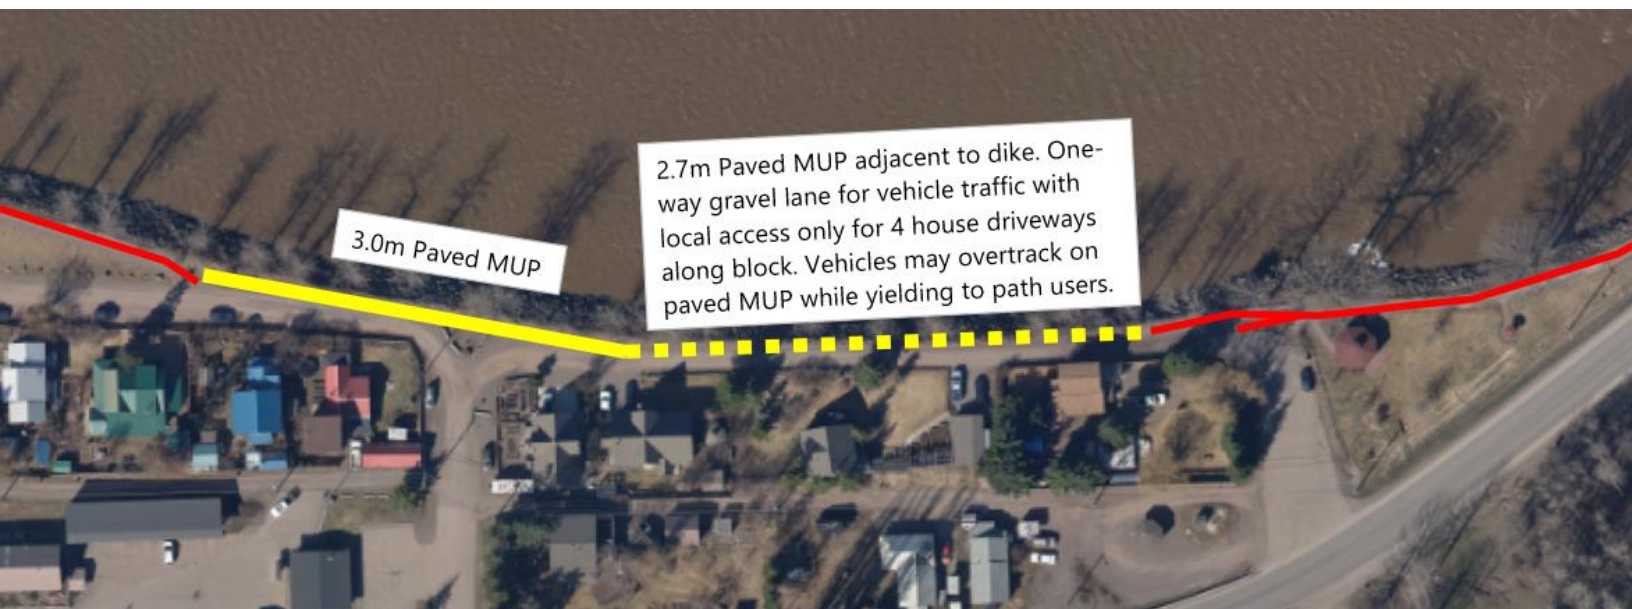 3.0m Paved MUP
2.7m Paved MUP adjacent to dike. One-
way gravel lane for vehicle traffic with
local access only for 4 house driveways
along block. Vehicles may overtrack on
paved MUP while yielding to path users.